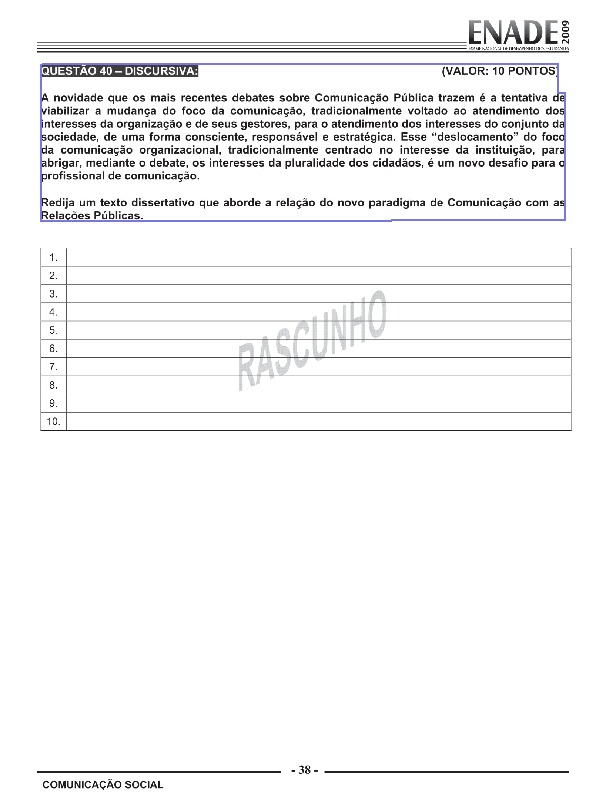 ENADE 2009
EXAME NACIONAL DE DESEMPENHO DOS ESTUDANTES
QUESTÃO 40 – DISCURSIVA: (VALOR: 10 PONTOS)
A novidade que os mais recentes debates sobre Comunicação Pública trazem é a tentativa de
viabilizar a mudança do foco da comunicação, tradicionalmente voltado ao atendimento dos
interesses da organização e de seus gestores, para o atendimento dos interesses do conjunto da
sociedade, de uma forma consciente, responsável e estratégica. Esse “deslocamento” do foco
da comunicação organizacional, tradicionalmente centrado no interesse da instituição, para
abrigar, mediante o debate, os interesses da pluralidade dos cidadãos, é um novo desafio para o
profissional de comunicação.
Redija um texto dissertativo que aborde a relação do novo paradigma de Comunicação com as
Relações Públicas.
1.
2.
3.
4.
5.
6.
7.
8.
9.
10.
RASCUNHO
- 38 -
COMUNICAÇÃO SOCIAL